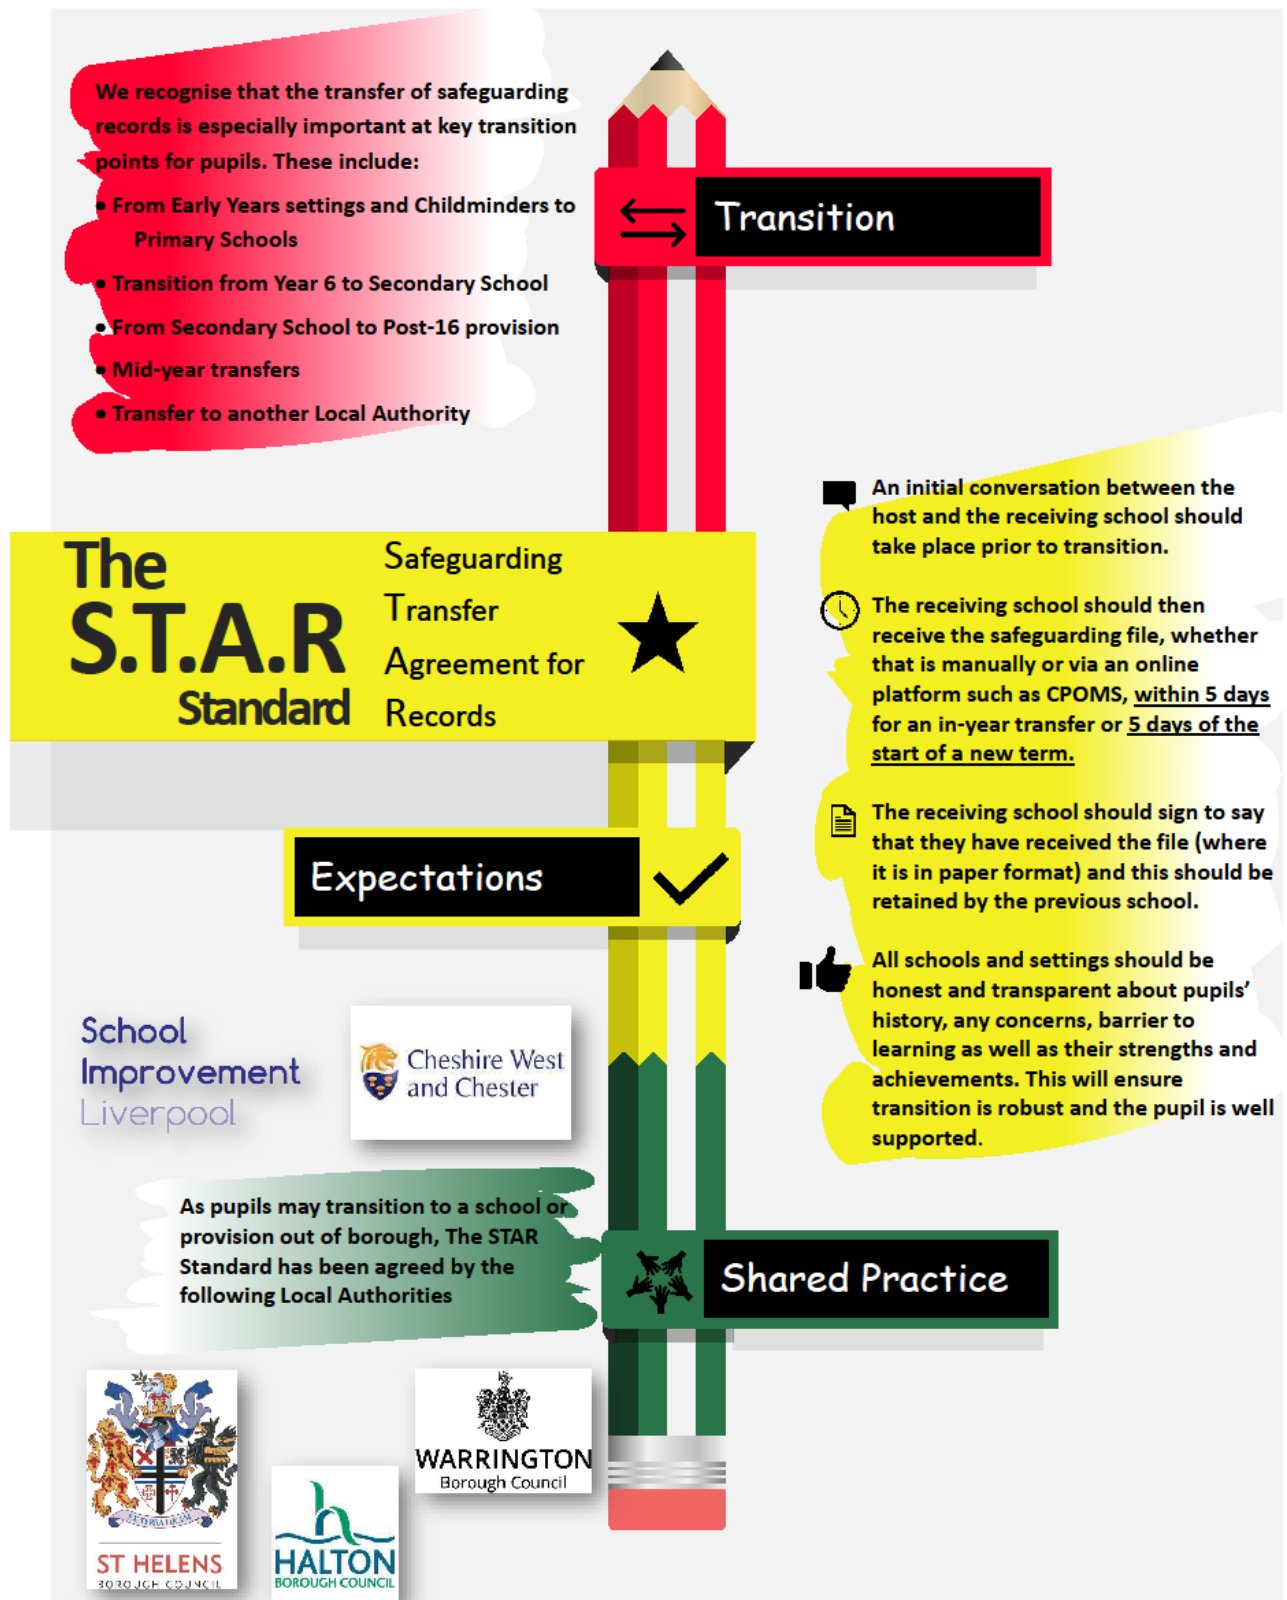 We recognise that the transfer of safeguarding
records is especially important at key transition
points for pupils. These include:
• From Early Years settings and Childminders to
Primary Schools
• Transition from Year 6 to Secondary School
• From Secondary School to Post-16 provision
• Mid-year transfers
• Transfer to another Local Authority
Transition
The
S.T.A.R
Standard
Safeguarding
Transfer
Agreement for
Records
An initial conversation between the
host and the receiving school should
take place prior to transition.
The receiving school should then
receive the safeguarding file, whether
that is manually or via an online
platform such as CPOMS, within 5 days
for an in-year transfer or 5 days of the
start of a new term.
The receiving school should sign to say
that they have received the file (where
it is in paper format) and this should be
retained by the previous school.
All schools and settings should be
honest and transparent about pupils’
history, any concerns, barrier to
learning as well as their strengths and
achievements. This will ensure
transition is robust and the pupil is well
supported.
Expectations
School
Improvement
Liverpool
Cheshire West
and Chester
As pupils may transition to a school or
provision out of borough, The STAR
Standard has been agreed by the
following Local Authorities
Shared Practice
ST HELENS
BOROUGH COUNCIL
HALTON
BOROUGH COUNCIL
WARRINGTON
Borough Council